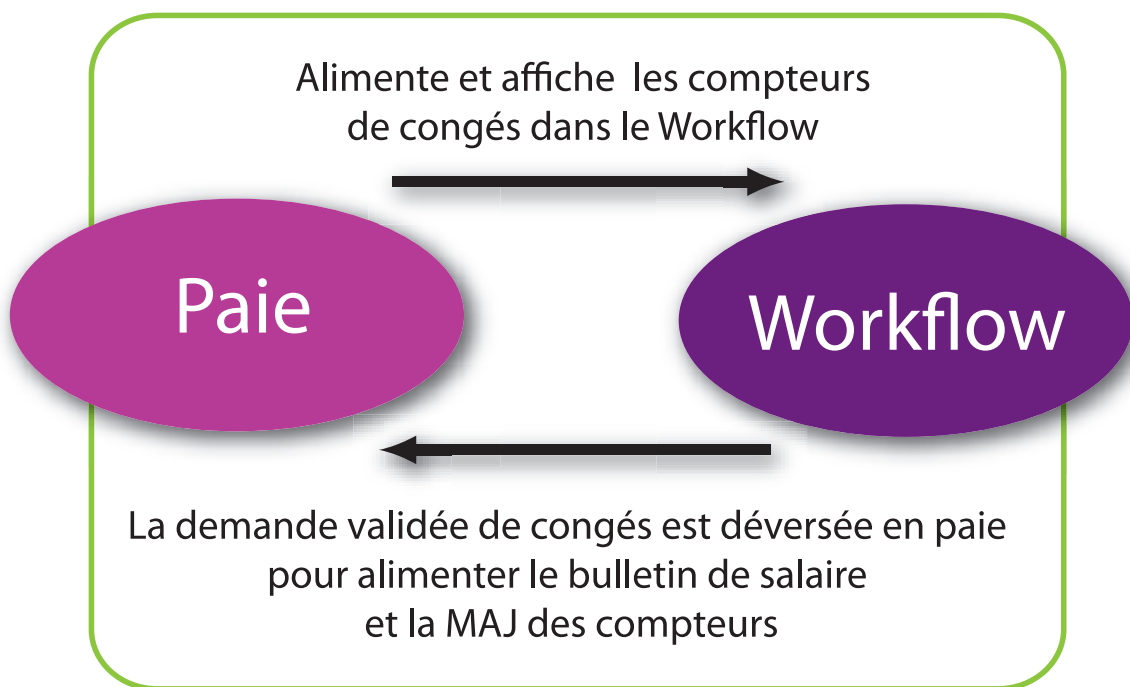 Alimente et affiche les compteurs
de congés dans le Workflow
Paie
Workflow
La demande validée de congés est déversée en paie
pour alimenter le bulletin de salaire
et la MAJ des compteurs